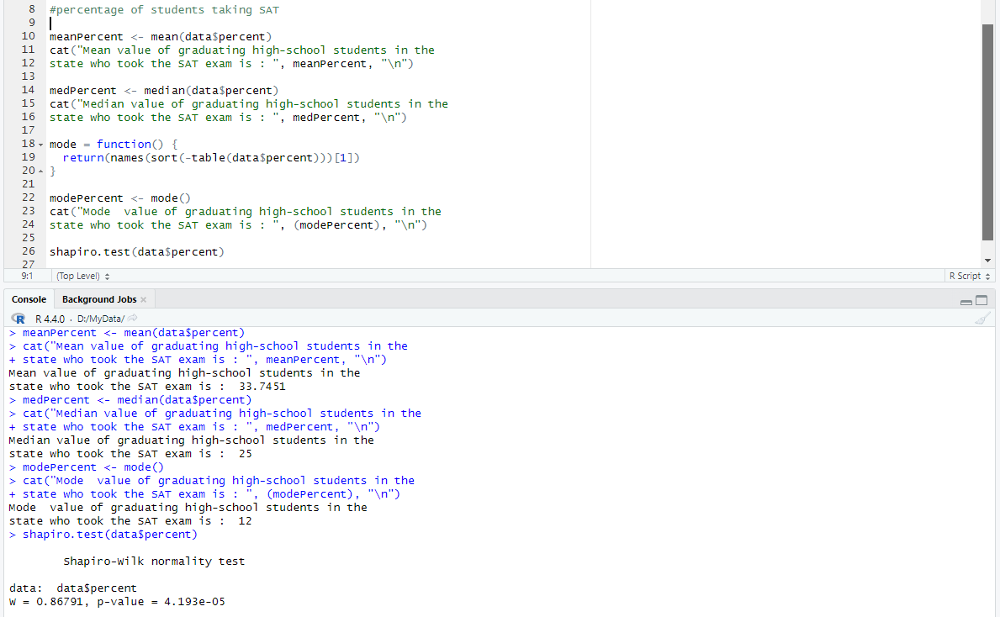 8 #percentage of students taking SAT
9
10 meanPercent <- mean(data$percent)
11 cat("Mean value of graduating high-school students in the
12 state who took the SAT exam is : ", meanPercent, "\n")
13
14 medPercent <- median(data$percent)
15 cat("Median value of graduating high-school students in the
16 state who took the SAT exam is : ", medPercent, "\n")
17
18 mode = function() {
19   return(names(sort(-table(data$percent)))[1])
20 }
21
22 modePercent <- mode()
23 cat("Mode  value of graduating high-school students in the
24 state who took the SAT exam is : ", (modePercent), "\n")
25
26 shapiro.test(data$percent)
27
9:1 (Top Level) R Script
Console Background Jobs
R R 4.4.0 · D:/MyData/
> meanPercent <- mean(data$percent)
> cat("Mean value of graduating high-school students in the
+ state who took the SAT exam is : ", meanPercent, "\n")
Mean value of graduating high-school students in the
state who took the SAT exam is :  33.7451
> medPercent <- median(data$percent)
> cat("Median value of graduating high-school students in the
+ state who took the SAT exam is : ", medPercent, "\n")
Median value of graduating high-school students in the
state who took the SAT exam is :  25
> modePercent <- mode()
> cat("Mode  value of graduating high-school students in the
+ state who took the SAT exam is : ", (modePercent), "\n")
Mode  value of graduating high-school students in the
state who took the SAT exam is :  12
> shapiro.test(data$percent)
Shapiro-Wilk normality test
data:  data$percent
W = 0.86791, p-value = 4.193e-05